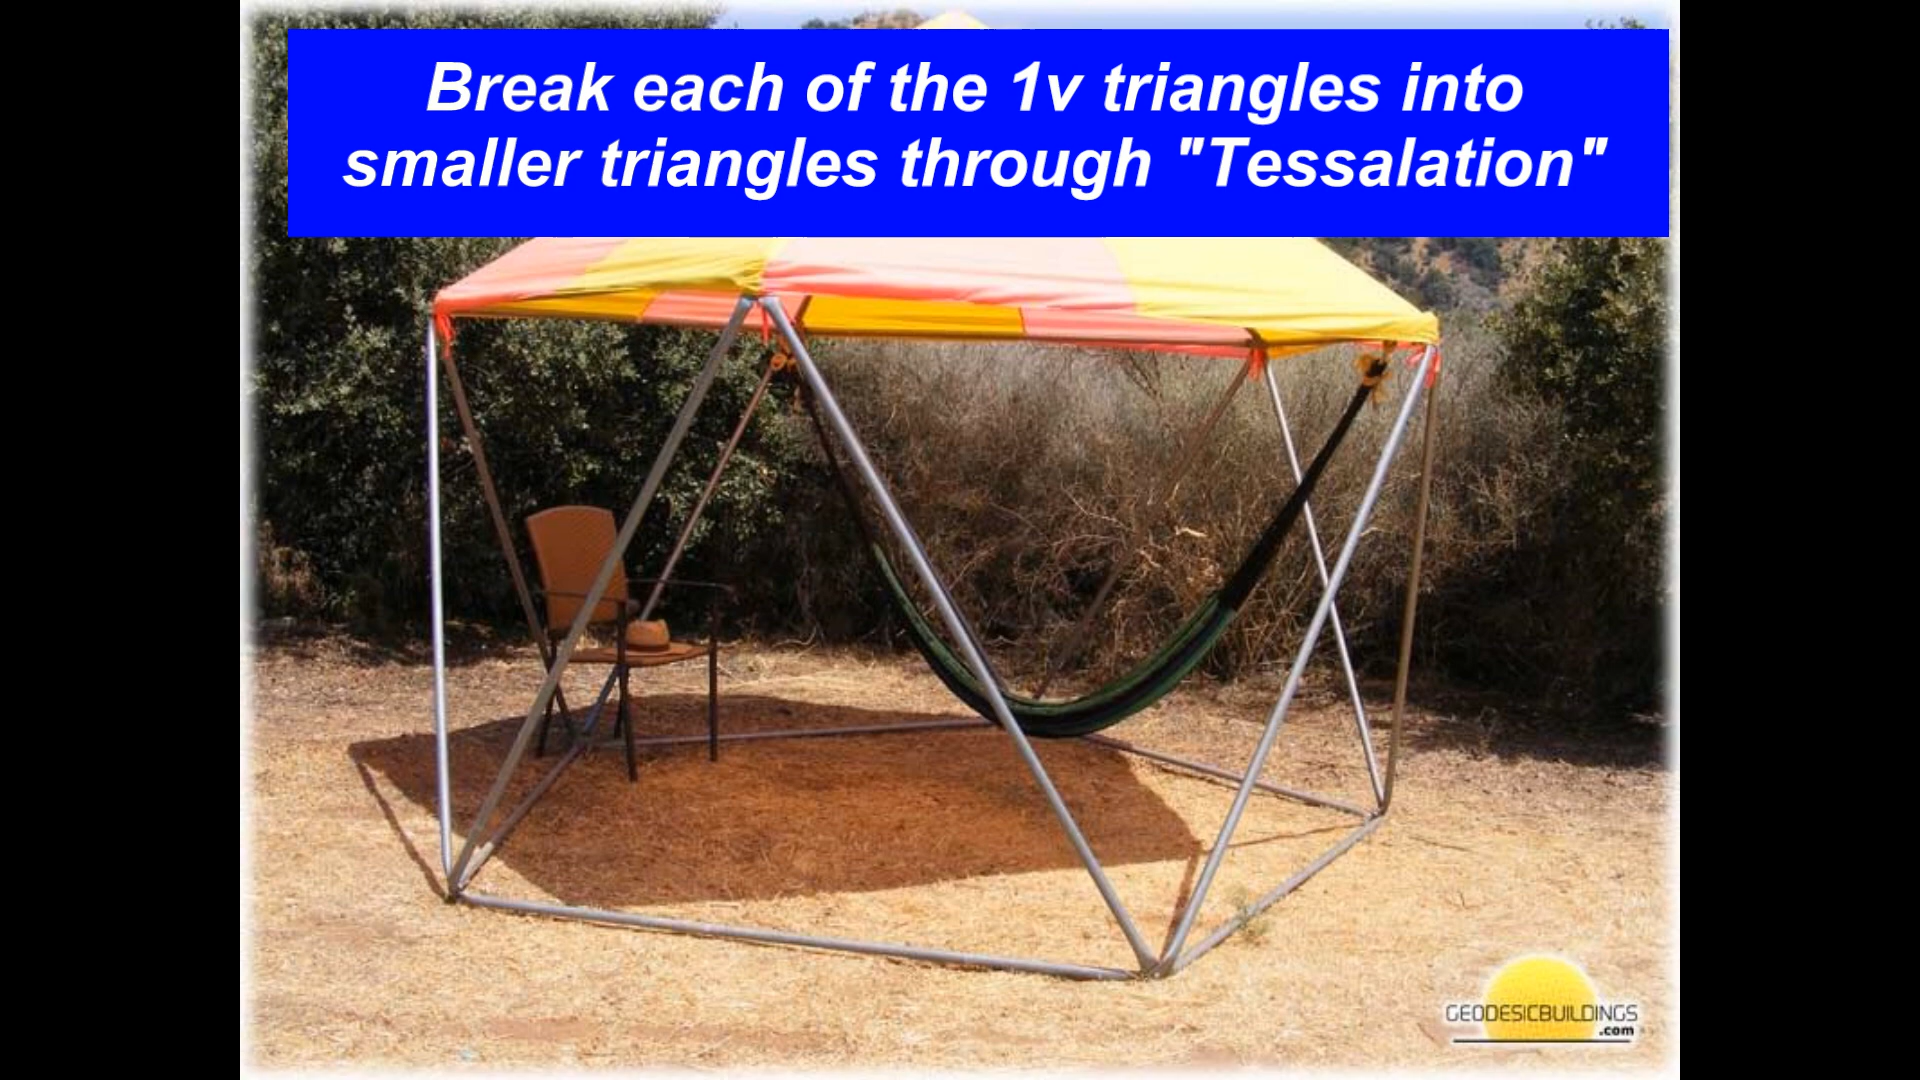 Break each of the 1v triangles into
smaller triangles through "Tessalation"
GEODESICBUILDINGS
.com